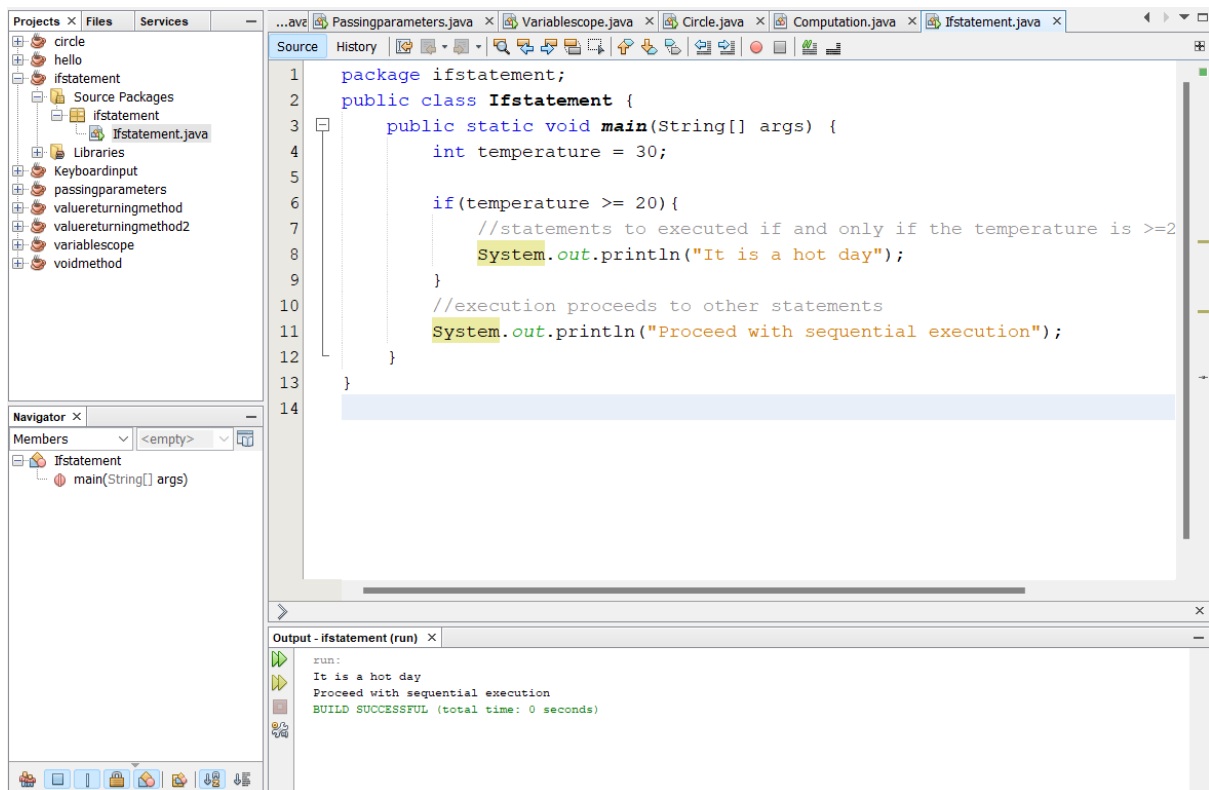 Projects × Files Services
circle
hello
ifstatement
Source Packages
ifstatement
Ifstatement.java
Libraries
Keyboardinput
passingparameters
valuereturningmethod
valuereturningmethod2
variablescope
voidmethod
Navigator ×
Members <empty>
Ifstatement
main(String[] args)
...ava Passingparameters.java × Variablescope.java × Circle.java × Computation.java × Ifstatement.java ×
Source History
1 package ifstatement;
2 public class Ifstatement {
3 public static void main(String[] args) {
4 int temperature = 30;
5
6 if(temperature >= 20){
7 //statements to executed if and only if the temperature is >=2
8 System.out.println("It is a hot day");
9 }
10 //execution proceeds to other statements
11 System.out.println("Proceed with sequential execution");
12 }
13 }
14
Output - ifstatement (run) ×
run:
It is a hot day
Proceed with sequential execution
BUILD SUCCESSFUL (total time: 0 seconds)